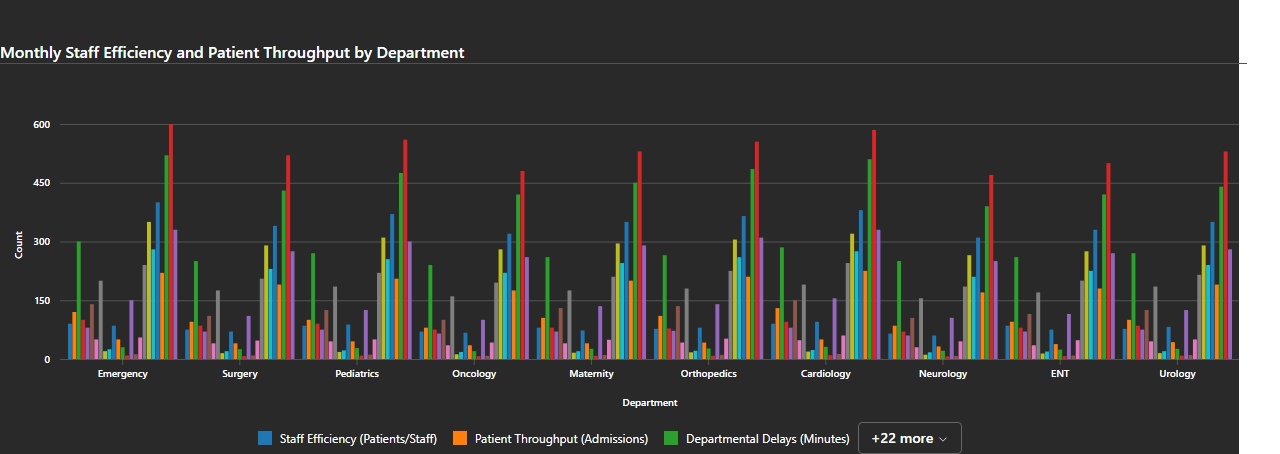 Monthly Staff Efficiency and Patient Throughput by Department
600
450
300
150
0
Count
Emergency Surgery Pediatrics Oncology Maternity Orthopedics Cardiology Neurology ENT Urology
Department
Staff Efficiency (Patients/Staff) Patient Throughput (Admissions) Departmental Delays (Minutes) +22 more